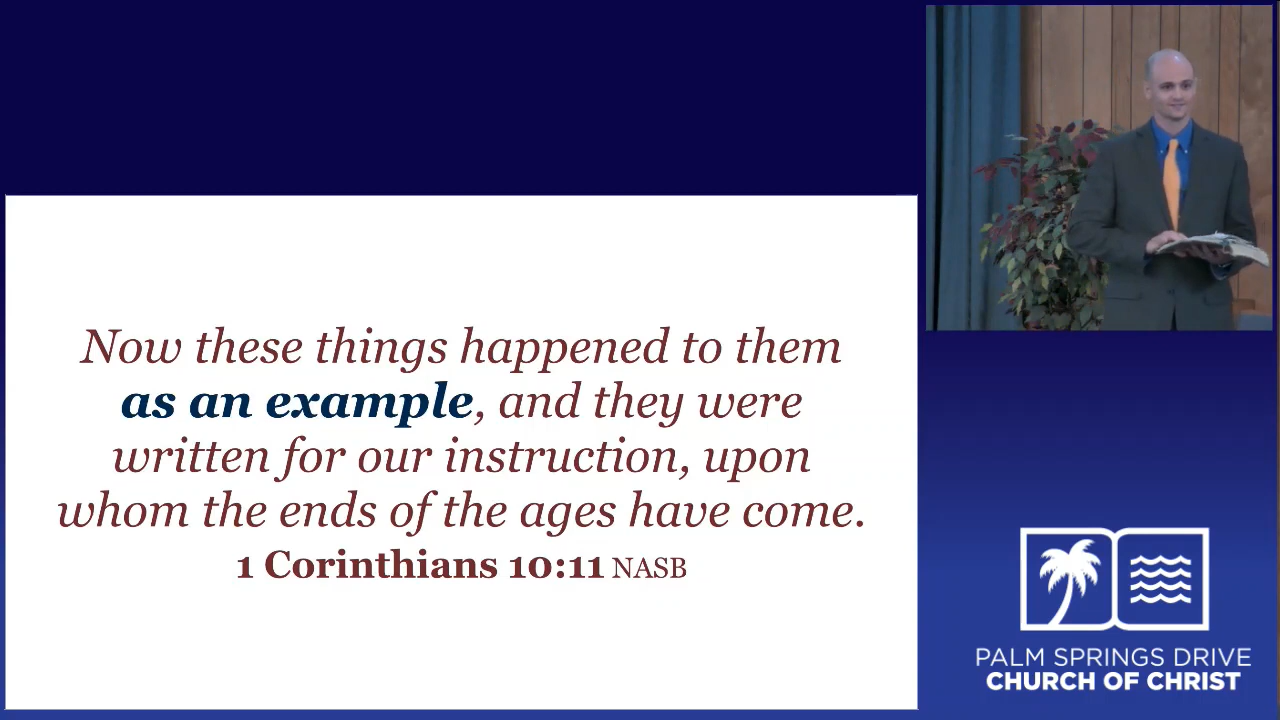 Now these things happened to them
as an example, and they were
written for our instruction, upon
whom the ends of the ages have come.
1 Corinthians 10:11 NASB
PALM SPRINGS DRIVE
CHURCH OF CHRIST